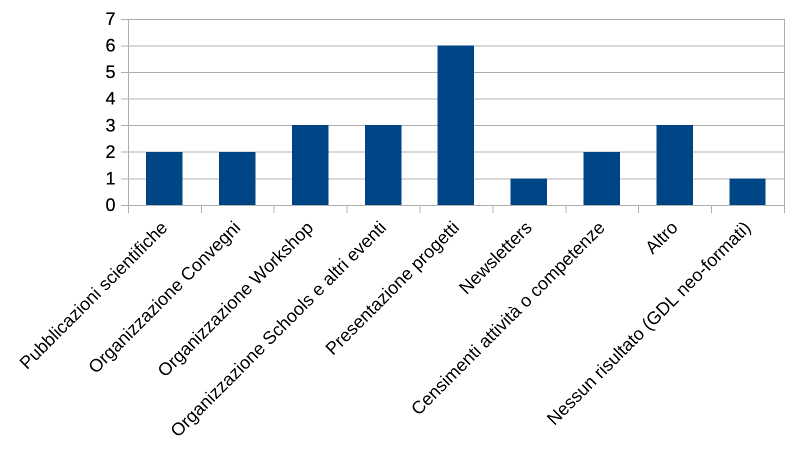 7
6
5
4
3
2
1
0
Pubblicazioni scientifiche
Organizzazione Convegni
Organizzazione Workshop
Organizzazione Schools e altri eventi
Presentazione progetti
Newsletters
Censimenti attività o competenze
Altro
Nessun risultato (GDL neo-formati)